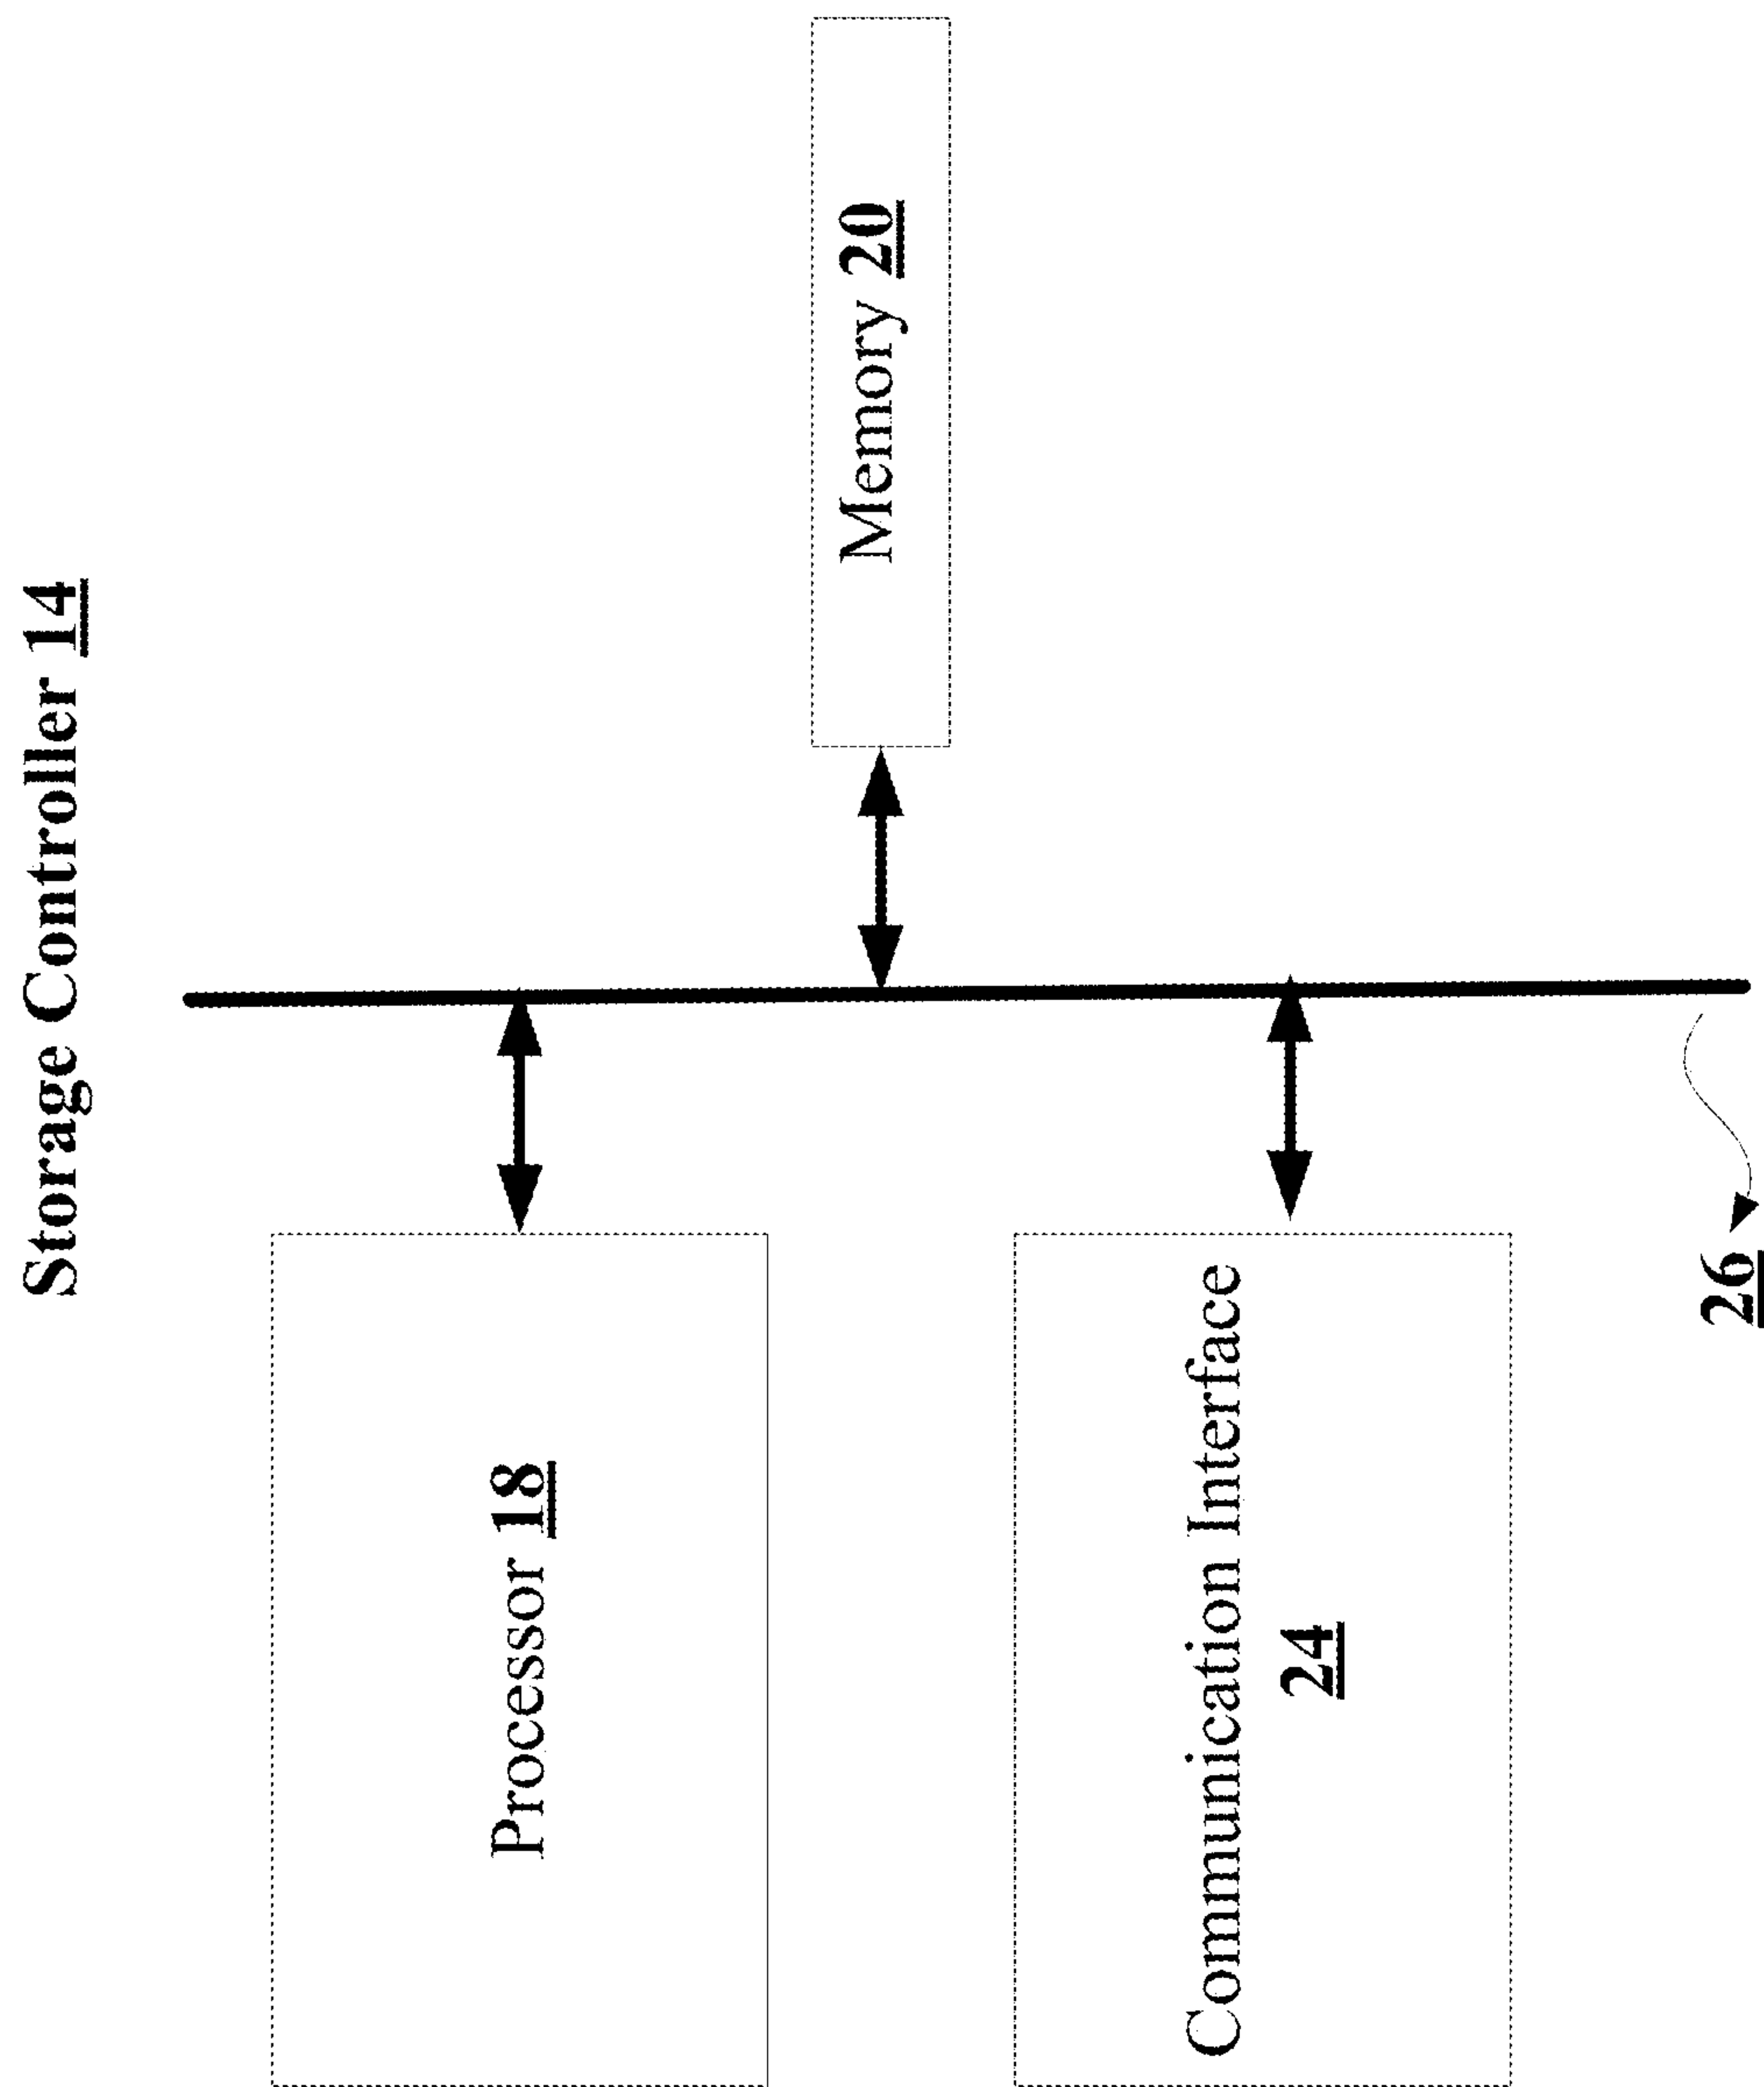 Storage Controller 14
Processor 18
Memory 20
Communication Interface
24
26